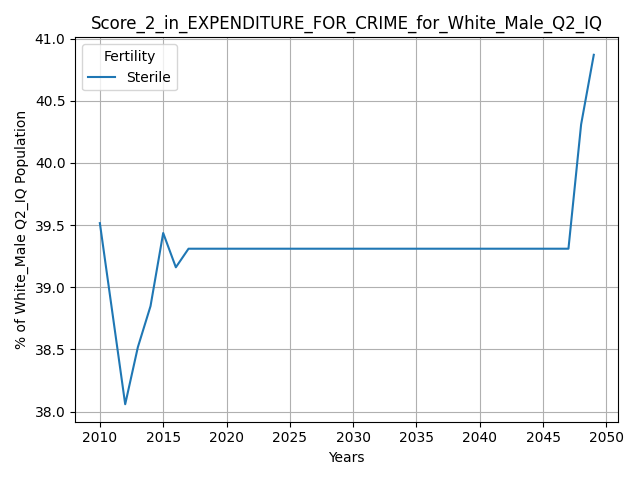 Score_2_in_EXPENDITURE_FOR_CRIME_for_White_Male_Q2_IQ
Fertility
Sterile
% of White_Male Q2_IQ Population
41.0
40.5
40.0
39.5
39.0
38.5
38.0
2010 2015 2020 2025 2030 2035 2040 2045 2050
Years